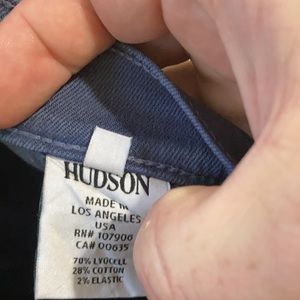 HUDSON
MADE IN
LOS ANGELES
USA
RN# 107906
CA# 00635
70% LYOCELL
28% COTTON
2% ELASTIC